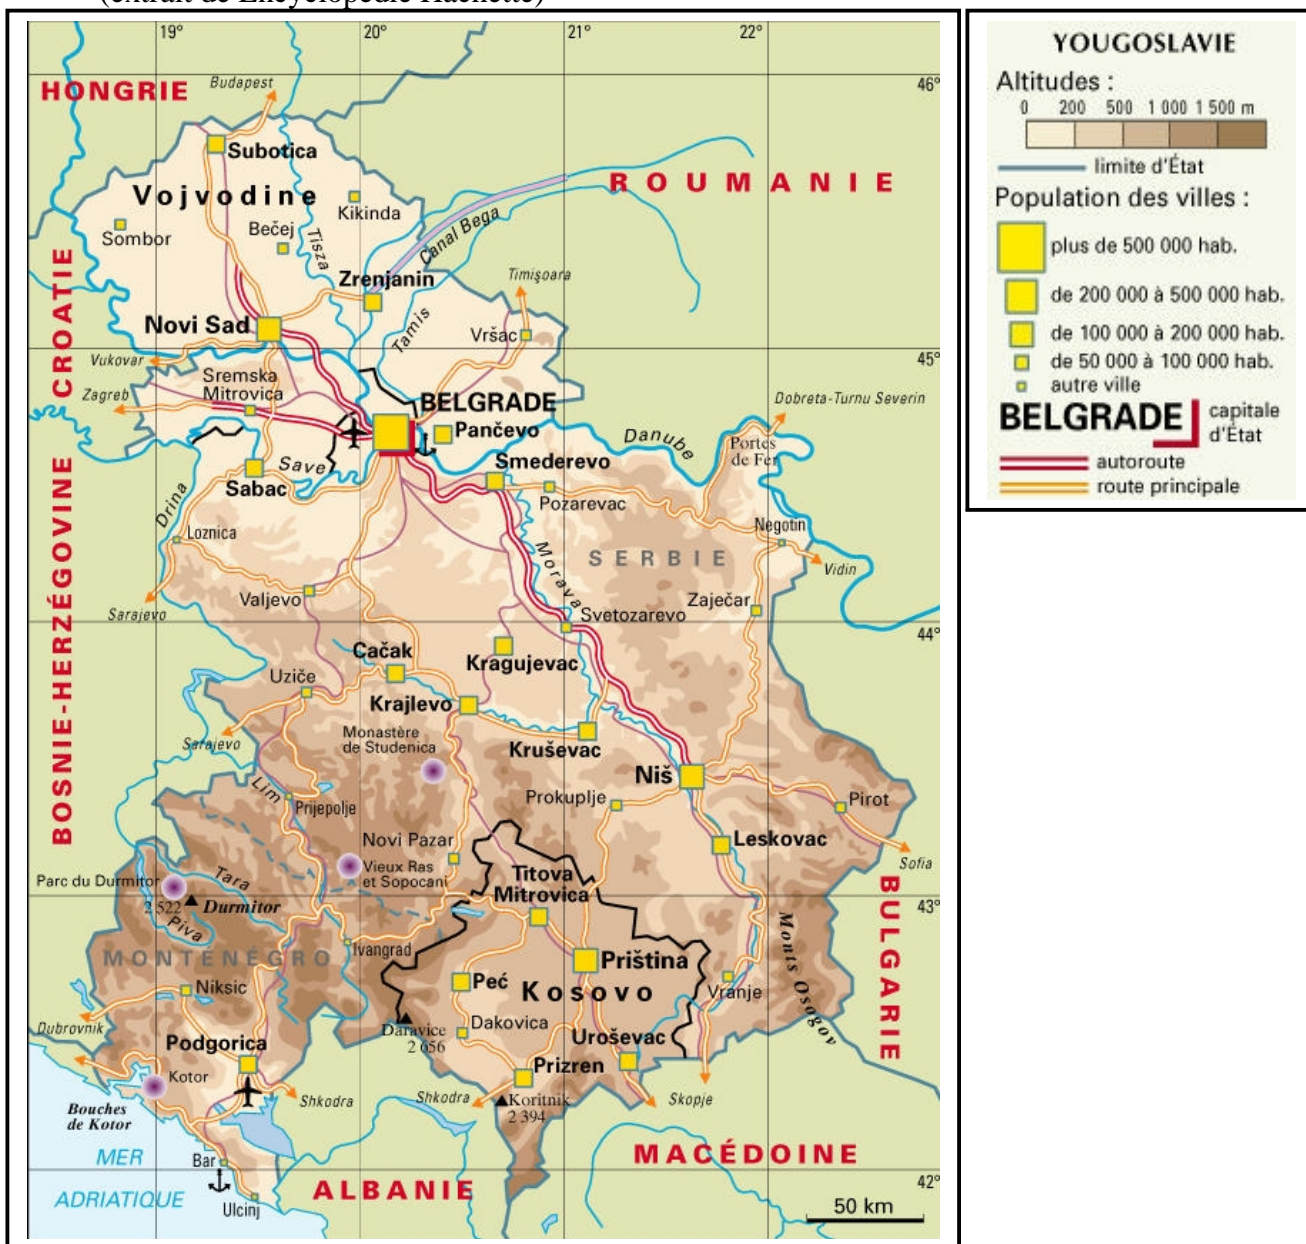 (extrait de Encyclopédie Hachette)
19°
20°
21°
22°
46°
HONGRIE
Budapest
Subotica
Vojvodine
ROUMANIE
Kikinda
Sombor
Bečej
Tisza
Canal Bega
CROATIE
Zrenjanin
Timişoara
Novi Sad
Tamis
Vršac
45°
Vukovar
Sremska
Mitrovica
Zagreb
BELGRADE
Dobreta-Turnu Severin
Pančevo
Danube
Portes
de Fer
Save
Smederevo
Sabac
Pozarevac
Drina
Loznica
Negotin
Morava
SERBIE
Vidin
Valjevo
Zaječar
Sarajevo
Svetozarevo
44°
Cačak
Kragujevac
Uziče
Krajlevo
BOSNIE-HERZÉGOVINE
Monastère
de Studenica
Sarajevo
Kruševac
Niš
Lim
Prijepolje
Prokuplje
Pirot
Novi Pazar
Leskovac
Vieux Ras
et Sopocani
Sofia
Titova
Mitrovica
Parc du Durmitor
Tara
2 522
Durmitor
43°
Piva
BULGARIE
Monts Osogov
MONTÉNÉGRO
Ivangrad
Priština
Peć
Kosovo
Niksic
Vranje
Dubrovnik
Daravice
2 656
Dakovica
Uroševac
Podgorica
Prizren
Kotor
Shkodra
Shkodra
Koritnik
2 394
Skopje
Bouches
de Kotor
MER
ADRIATIQUE
Bar
MACÉDOINE
ALBANIE
42°
Ulcinj
50 km
YOUGOSLAVIE
Altitudes :
0 200 500 1 000 1 500 m
limite d'État
Population des villes :
plus de 500 000 hab.
de 200 000 à 500 000 hab.
de 100 000 à 200 000 hab.
de 50 000 à 100 000 hab.
autre ville
BELGRADE capitale
d'État
autoroute
route principale